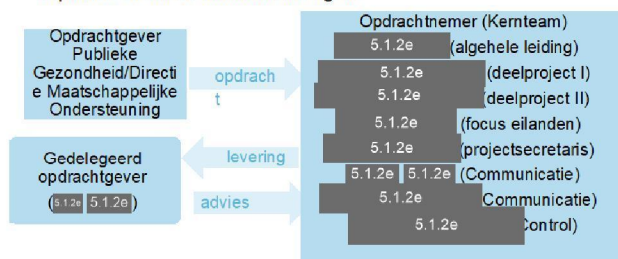 Opdrachtgever
Publieke
Gezondheid/Directi
e Maatschappelijke
Ondersteuning
opdrach
t
Gedelegeerd
opdrachtgever
(5.1.2e 5.1.2e)
levering
advies
Opdrachtnemer (Kernteam)
5.1.2e (algehele leiding)
5.1.2e (deelproject I)
5.1.2e (deelproject II)
5.1.2e (focus eilanden)
5.1.2e (projectsecretaris)
5.1.2e 5.1.2e (Communicatie)
5.1.2e Communicatie)
5.1.2e Control)